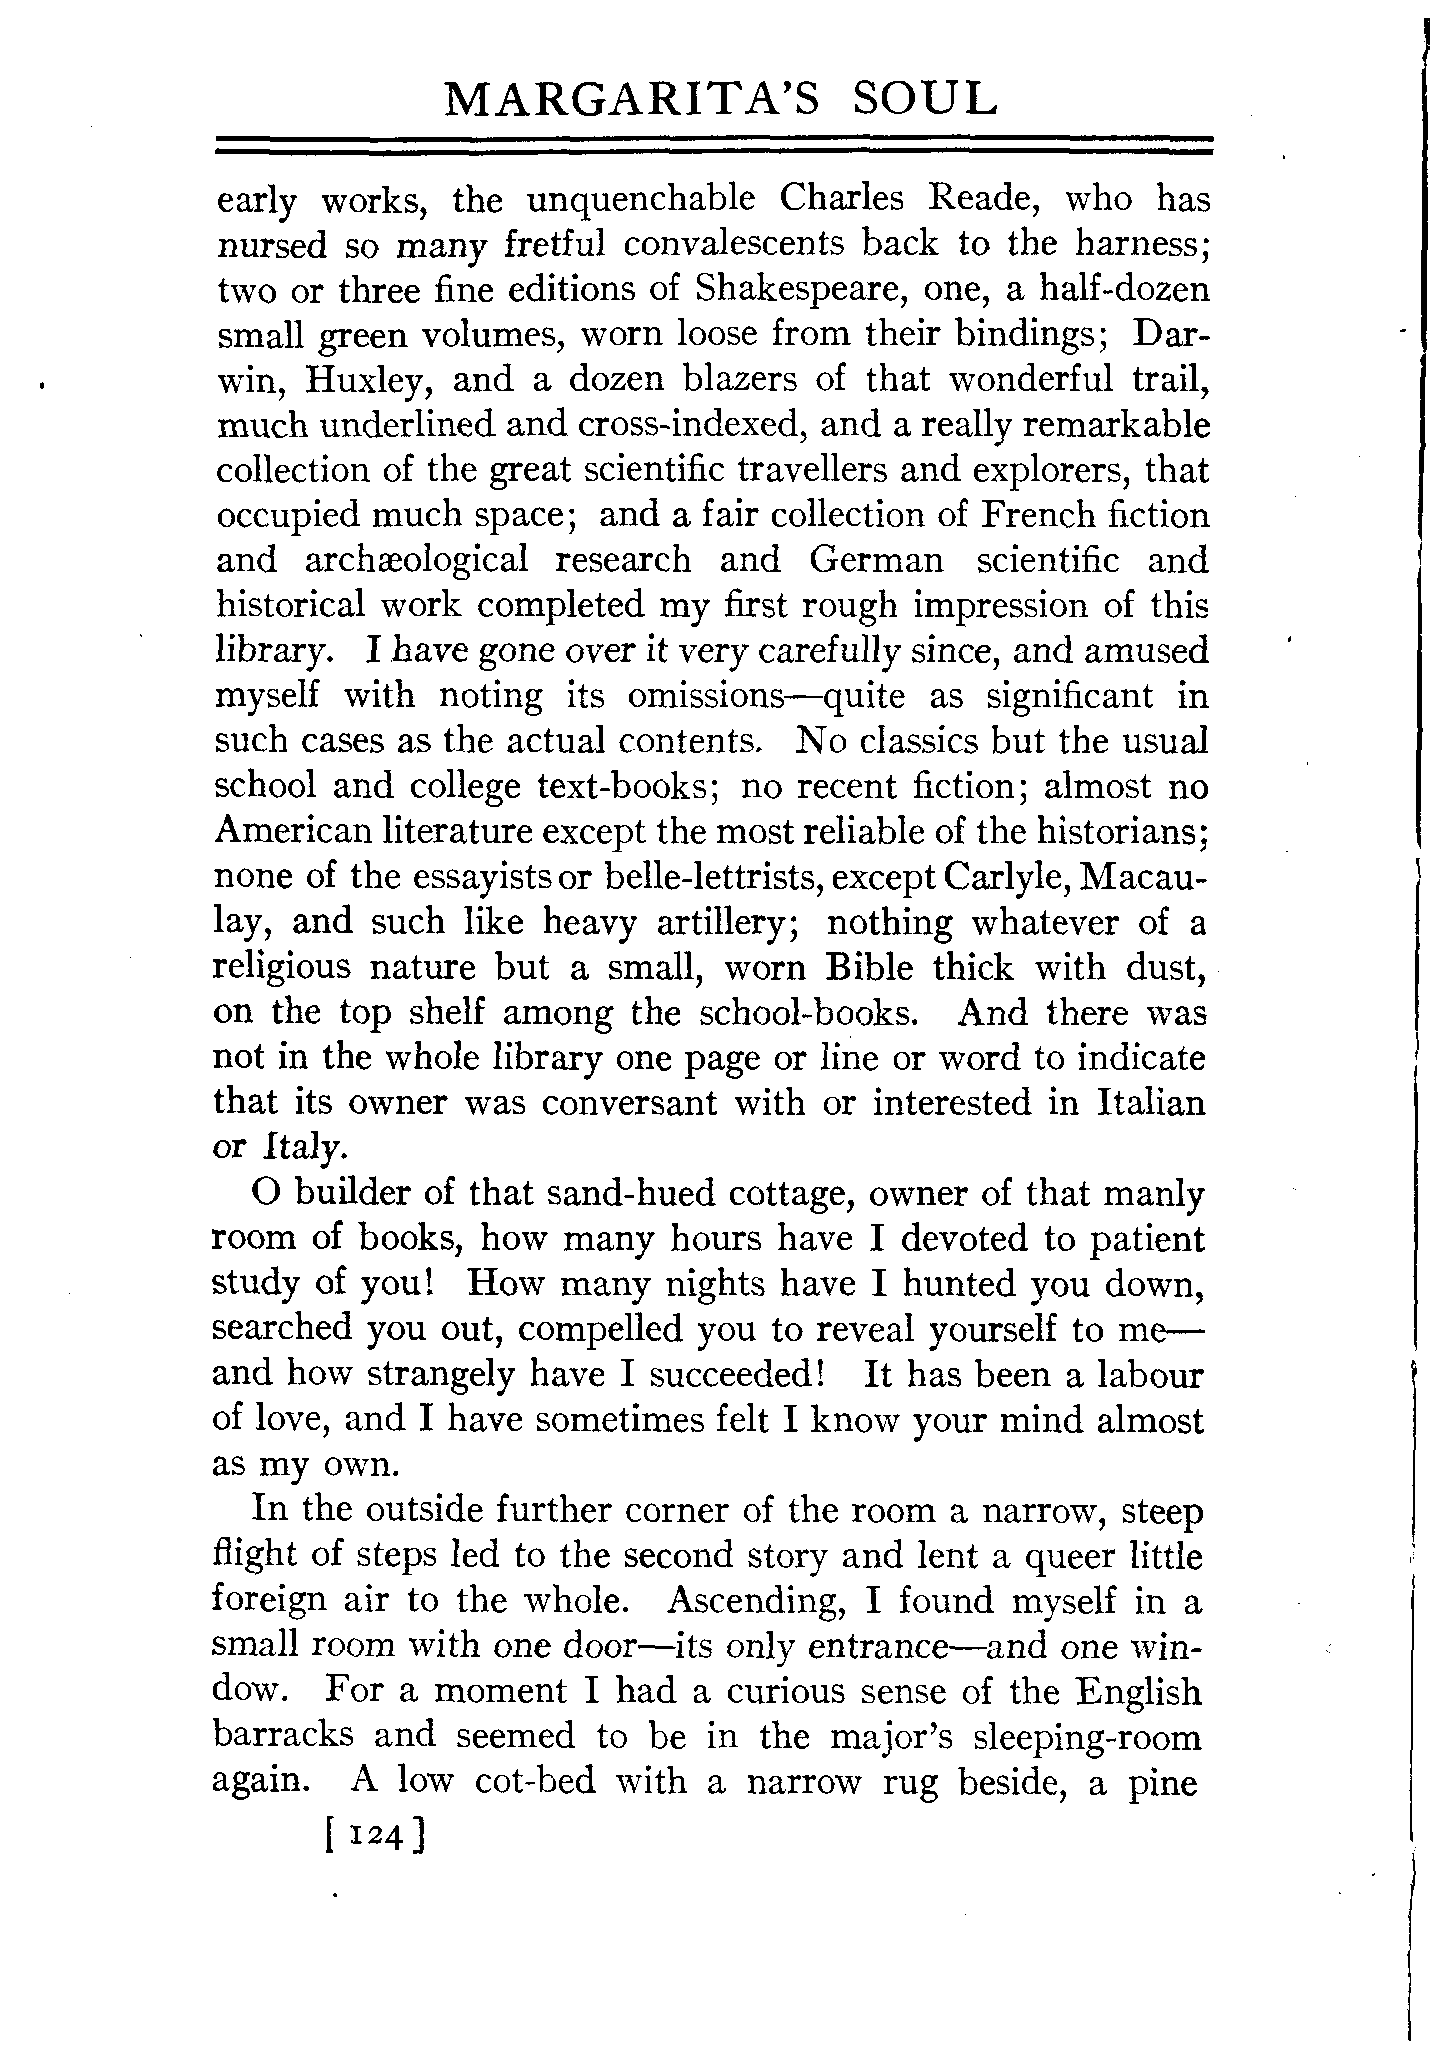 MARGARITA'S SOUL
early works, the unquenchable Charles Reade, who has
nursed so many fretful convalescents back to the harness;
two or three fine editions of Shakespeare, one, a half-dozen
small green volumes, worn loose from their bindings; Dar-
win, Huxley, and a dozen blazers of that wonderful trail,
much underlined and cross-indexed, and a really remarkable
collection of the great scientific travellers and explorers, that
occupied much space; and a fair collection of French fiction
and archæological research and German scientific and
historical work completed my first rough impression of this
library. I have gone over it very carefully since, and amused
myself with noting its omissions—quite as significant in
such cases as the actual contents. No classics but the usual
school and college text-books; no recent fiction; almost no
American literature except the most reliable of the historians;
none of the essayists or belle-lettrists, except Carlyle, Macau-
lay, and such like heavy artillery; nothing whatever of a
religious nature but a small, worn Bible thick with dust,
on the top shelf among the school-books. And there was
not in the whole library one page or line or word to indicate
that its owner was conversant with or interested in Italian
or Italy.
O builder of that sand-hued cottage, owner of that manly
room of books, how many hours have I devoted to patient
study of you! How many nights have I hunted you down,
searched you out, compelled you to reveal yourself to me—
and how strangely have I succeeded! It has been a labour
of love, and I have sometimes felt I know your mind almost
as my own.
In the outside further corner of the room a narrow, steep
flight of steps led to the second story and lent a queer little
foreign air to the whole. Ascending, I found myself in a
small room with one door—its only entrance—and one win-
dow. For a moment I had a curious sense of the English
barracks and seemed to be in the major's sleeping-room
again. A low cot-bed with a narrow rug beside, a pine
[ 124 ]